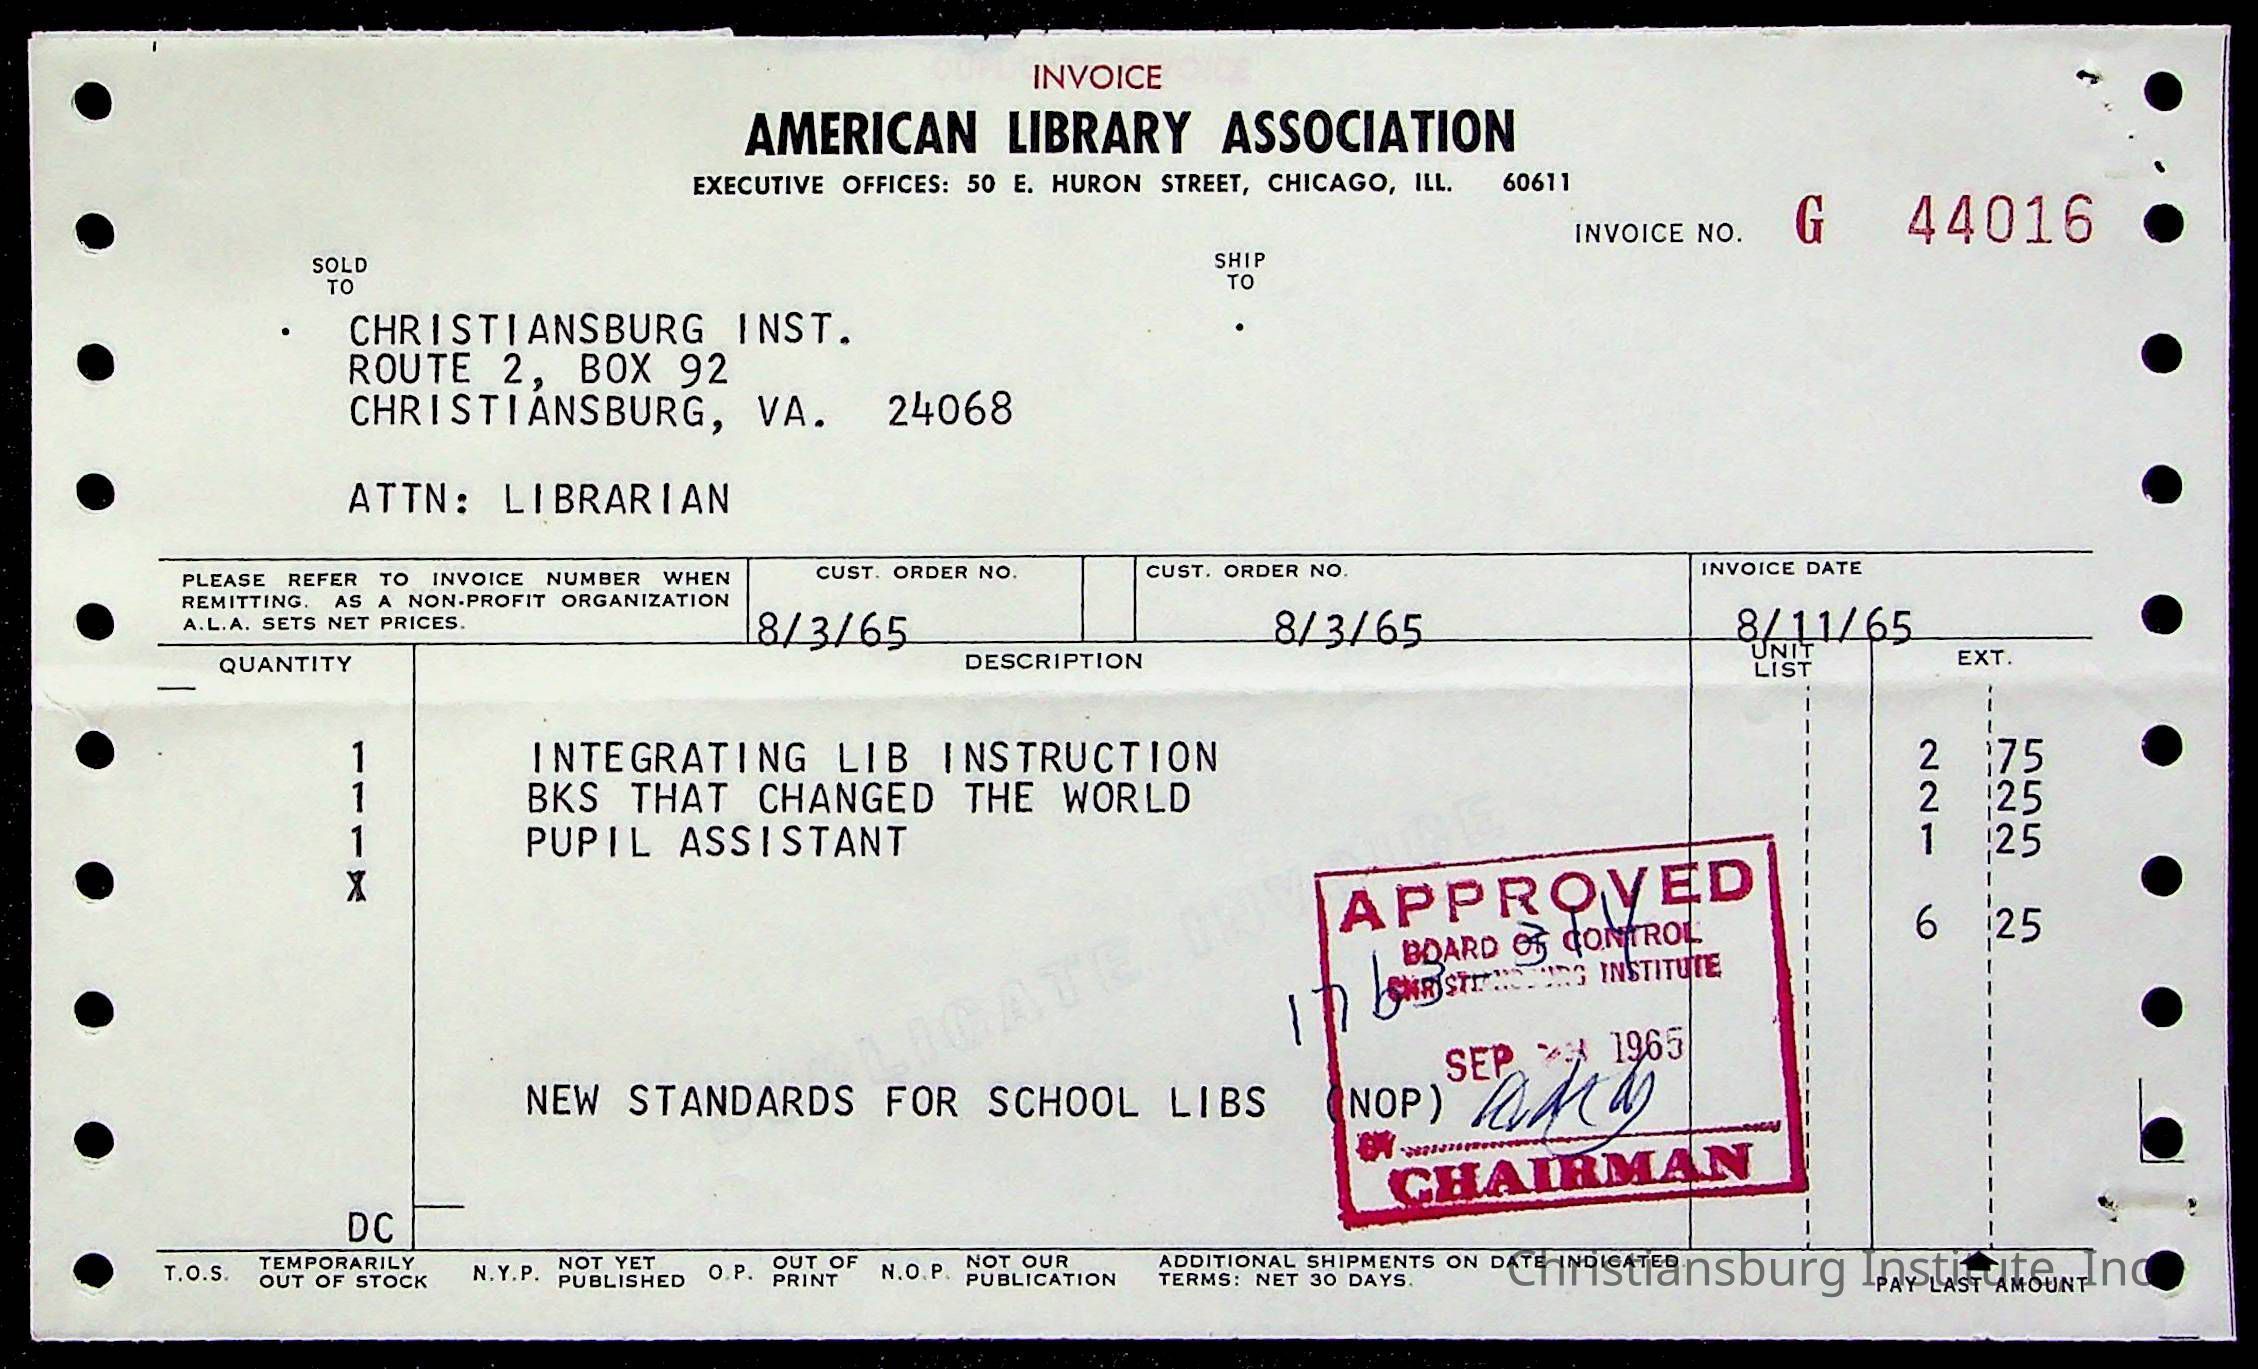 INVOICE
AMERICAN LIBRARY ASSOCIATION
EXECUTIVE OFFICES: 50 E. HURON STREET, CHICAGO, ILL. 60611
INVOICE NO. G 44016
SOLD TO
SHIP TO
CHRISTIANSBURG INST.
ROUTE 2, BOX 92
CHRISTIANSBURG, VA. 24068
ATTN: LIBRARIAN
PLEASE REFER TO INVOICE NUMBER WHEN
REMITTING. AS A NON-PROFIT ORGANIZATION
A.L.A. SETS NET PRICES.
CUST. ORDER NO.
8/3/65
CUST. ORDER NO.
8/3/65
INVOICE DATE
8/11/65
QUANTITY DESCRIPTION UNIT LIST EXT.
1 INTEGRATING LIB INSTRUCTION 2 75
1 BKS THAT CHANGED THE WORLD 2 25
1 PUPIL ASSISTANT 1 25
X
6 25
APPROVED
BOARD OF CONTROL
CHRISTIANSBURG INSTITUTE
17b3-314
SEP 1965
NEW STANDARDS FOR SCHOOL LIBS (NOP)
BY
CHAIRMAN
DC
T.O.S. TEMPORARILY OUT OF STOCK
N.Y.P. NOT YET PUBLISHED
O.P. OUT OF PRINT
N.O.P. NOT OUR PUBLICATION
ADDITIONAL SHIPMENTS ON DATE INDICATED
TERMS: NET 30 DAYS.
PAY LAST AMOUNT
Christiansburg Institute, Inc